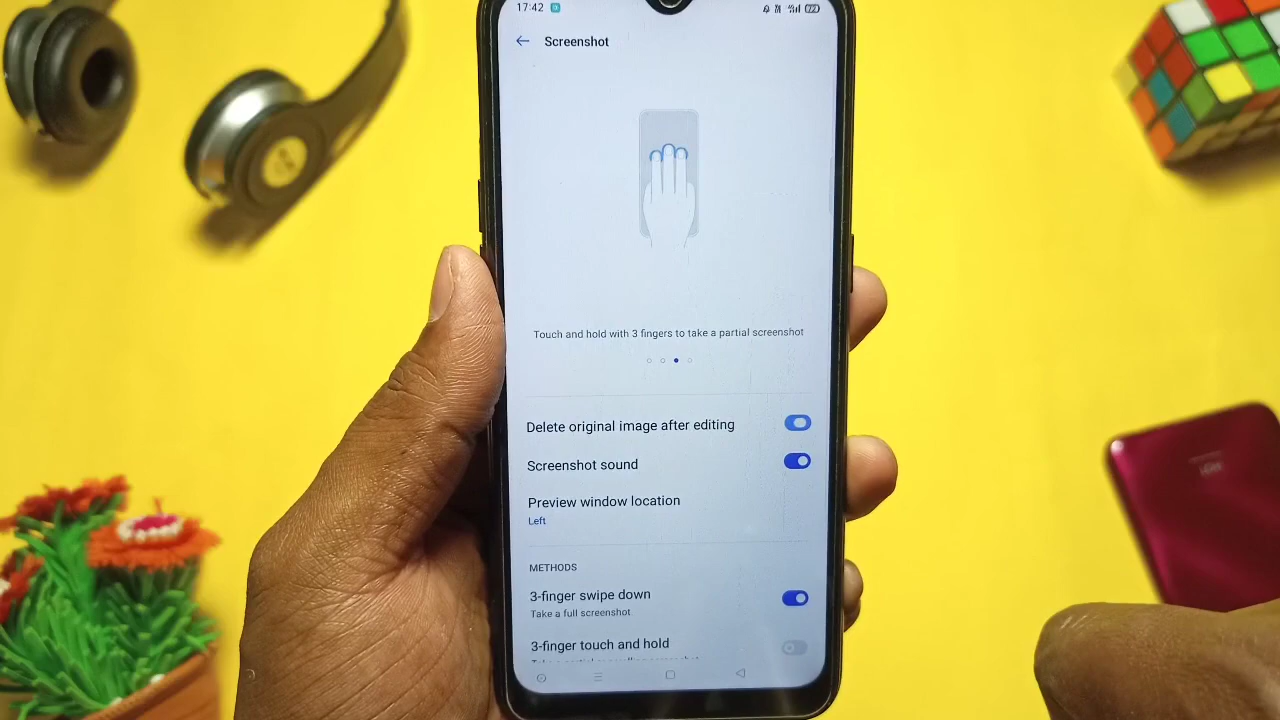 17:42
Screenshot
Touch and hold with 3 fingers to take a partial screenshot
Delete original image after editing
Screenshot sound
Preview window location
Left
METHODS
3-finger swipe down
Take a full screenshot
3-finger touch and hold